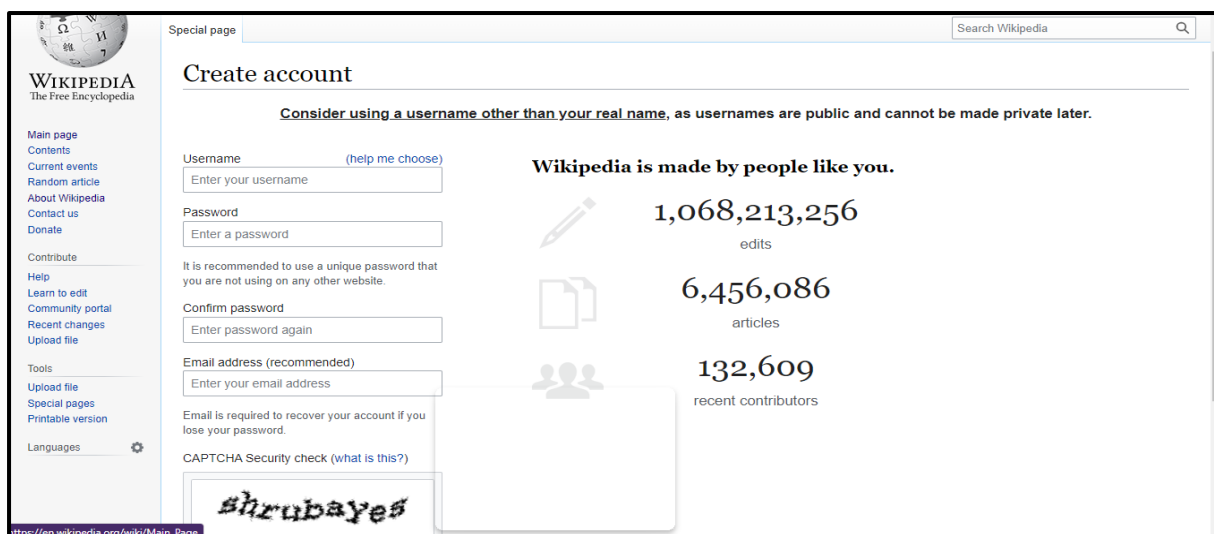 Ω И
維 7
WIKIPEDIA
The Free Encyclopedia
Main page
Contents
Current events
Random article
About Wikipedia
Contact us
Donate
Contribute
Help
Learn to edit
Community portal
Recent changes
Upload file
Tools
Upload file
Special pages
Printable version
Languages
Special page
Search Wikipedia
Create account
Consider using a username other than your real name, as usernames are public and cannot be made private later.
Username (help me choose)
Enter your username
Password
Enter a password
It is recommended to use a unique password that
you are not using on any other website.
Confirm password
Enter password again
Email address (recommended)
Enter your email address
Email is required to recover your account if you
lose your password.
CAPTCHA Security check (what is this?)
shrubayes
Wikipedia is made by people like you.
1,068,213,256
edits
6,456,086
articles
132,609
recent contributors
ttps://en.wikipedia.org/wiki/Main_Page